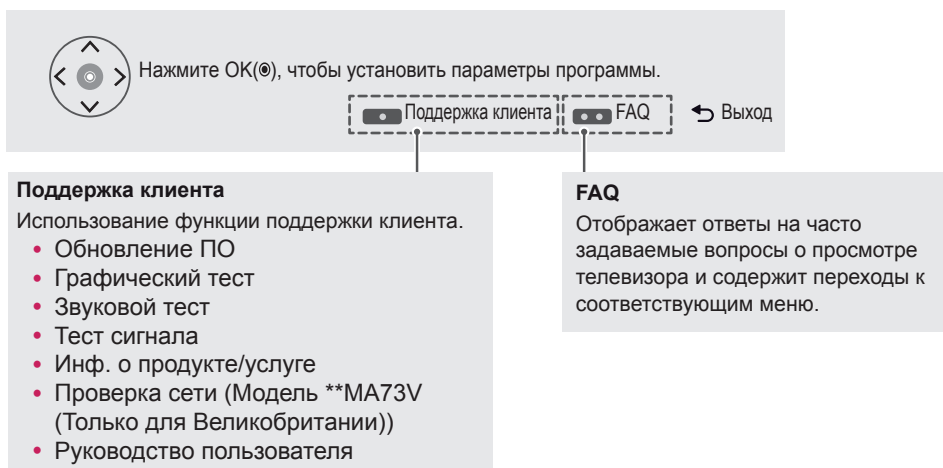 Нажмите OK(◉), чтобы установить параметры программы.
Поддержка клиента FAQ Выход
Поддержка клиента
Использование функции поддержки клиента.
• Обновление ПО
• Графический тест
• Звуковой тест
• Тест сигнала
• Инф. о продукте/услуге
• Проверка сети (Модель **MA73V
(Только для Великобритании))
• Руководство пользователя
FAQ
Отображает ответы на часто
задаваемые вопросы о просмотре
телевизора и содержит переходы к
соответствующим меню.